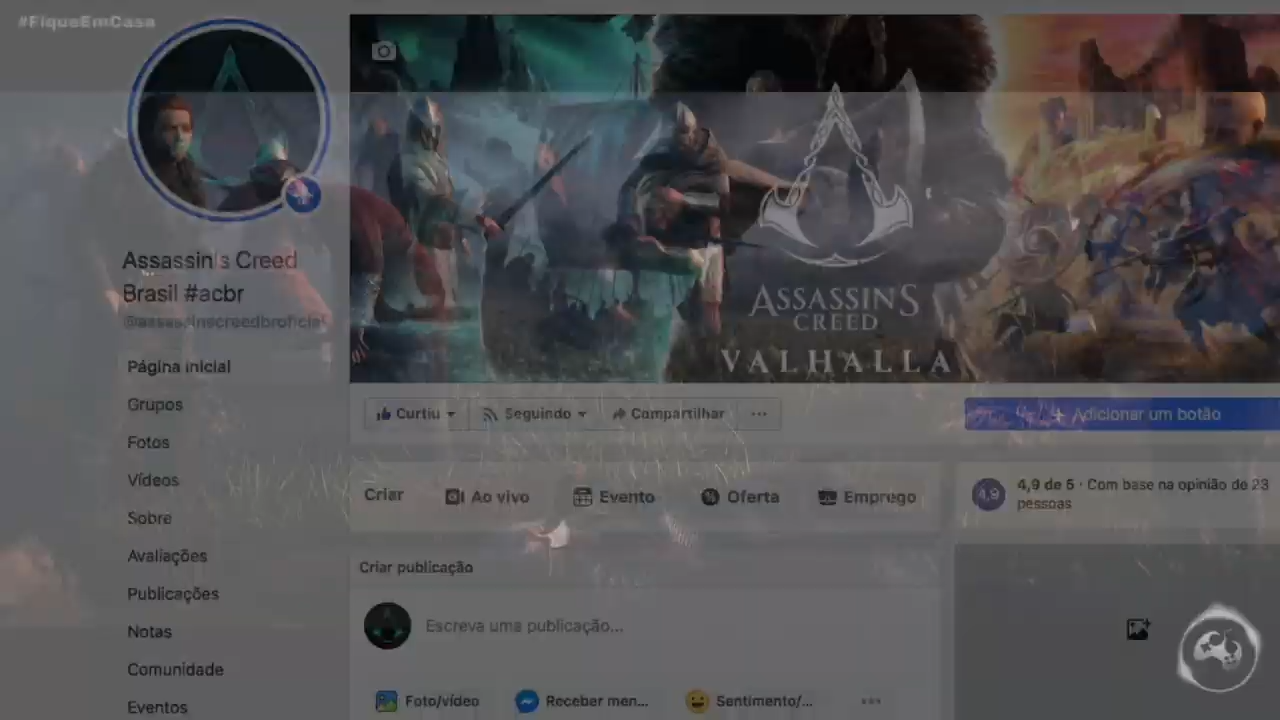 #FiqueEmCasa
Assassin's Creed
Brasil #acbr
@assassinscreedbroficial
Página inicial
Grupos
Fotos
Vídeos
Sobre
Avaliações
Publicações
Notas
Comunidade
Eventos
ASSASSIN'S
CREED
VALHALLA
Curtiu
Seguindo
Compartilhar
...
+ Adicionar um botão
Criar
Ao vivo
Evento
Oferta
Emprego
4,9
4,9 de 5 · Com base na opinião de 23
pessoas
Criar publicação
Escreva uma publicação...
Foto/vídeo
Receber men...
Sentimento/...
...